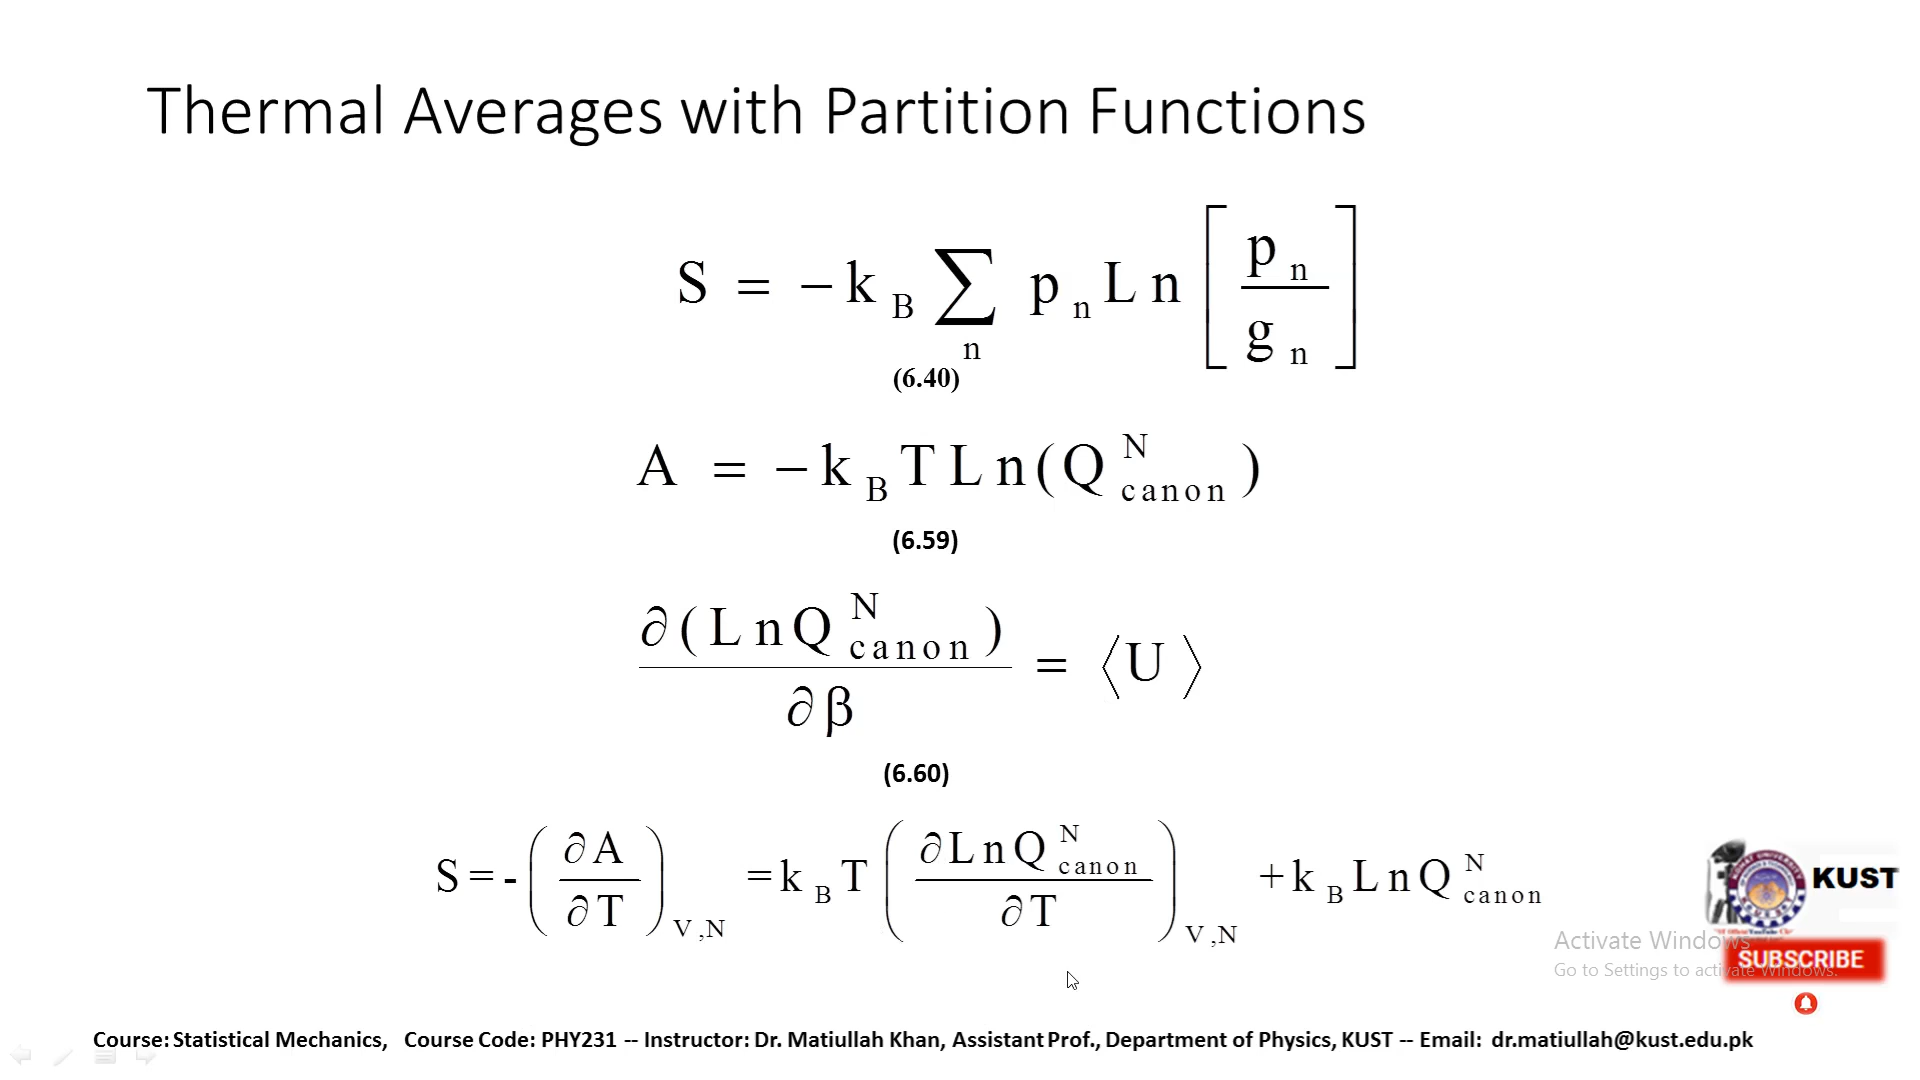 Thermal Averages with Partition Functions
S = −k_B ∑_n p_n Ln [ p_n / g_n ]
(6.40)
A = −k_B T Ln(Q^N_canon)
(6.59)
∂(LnQ^N_canon) / ∂β = ⟨U⟩
(6.60)
S=-(∂A/∂T)_V,N =k_B T(∂LnQ^N_canon/∂T)_V,N +k_B LnQ^N_canon
KUST
Activate Windows
SUBSCRIBE
Go to Settings to activate Windows.
Course: Statistical Mechanics, Course Code: PHY231 -- Instructor: Dr. Matiullah Khan, Assistant Prof., Department of Physics, KUST -- Email: dr.matiullah@kust.edu.pk